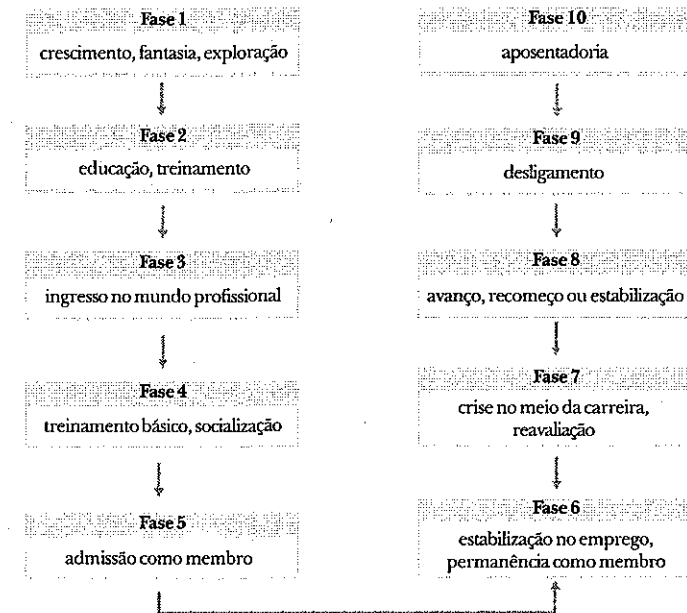 Fase 1
crescimento, fantasia, exploração
Fase 2
educação, treinamento
Fase 3
ingresso no mundo profissional
Fase 4
treinamento básico, socialização
Fase 5
admissão como membro
Fase 10
aposentadoria
Fase 9
desligamento
Fase 8
avanço, recomeço ou estabilização
Fase 7
crise no meio da carreira,
reavaliação
Fase 6
estabilização no emprego,
permanência como membro